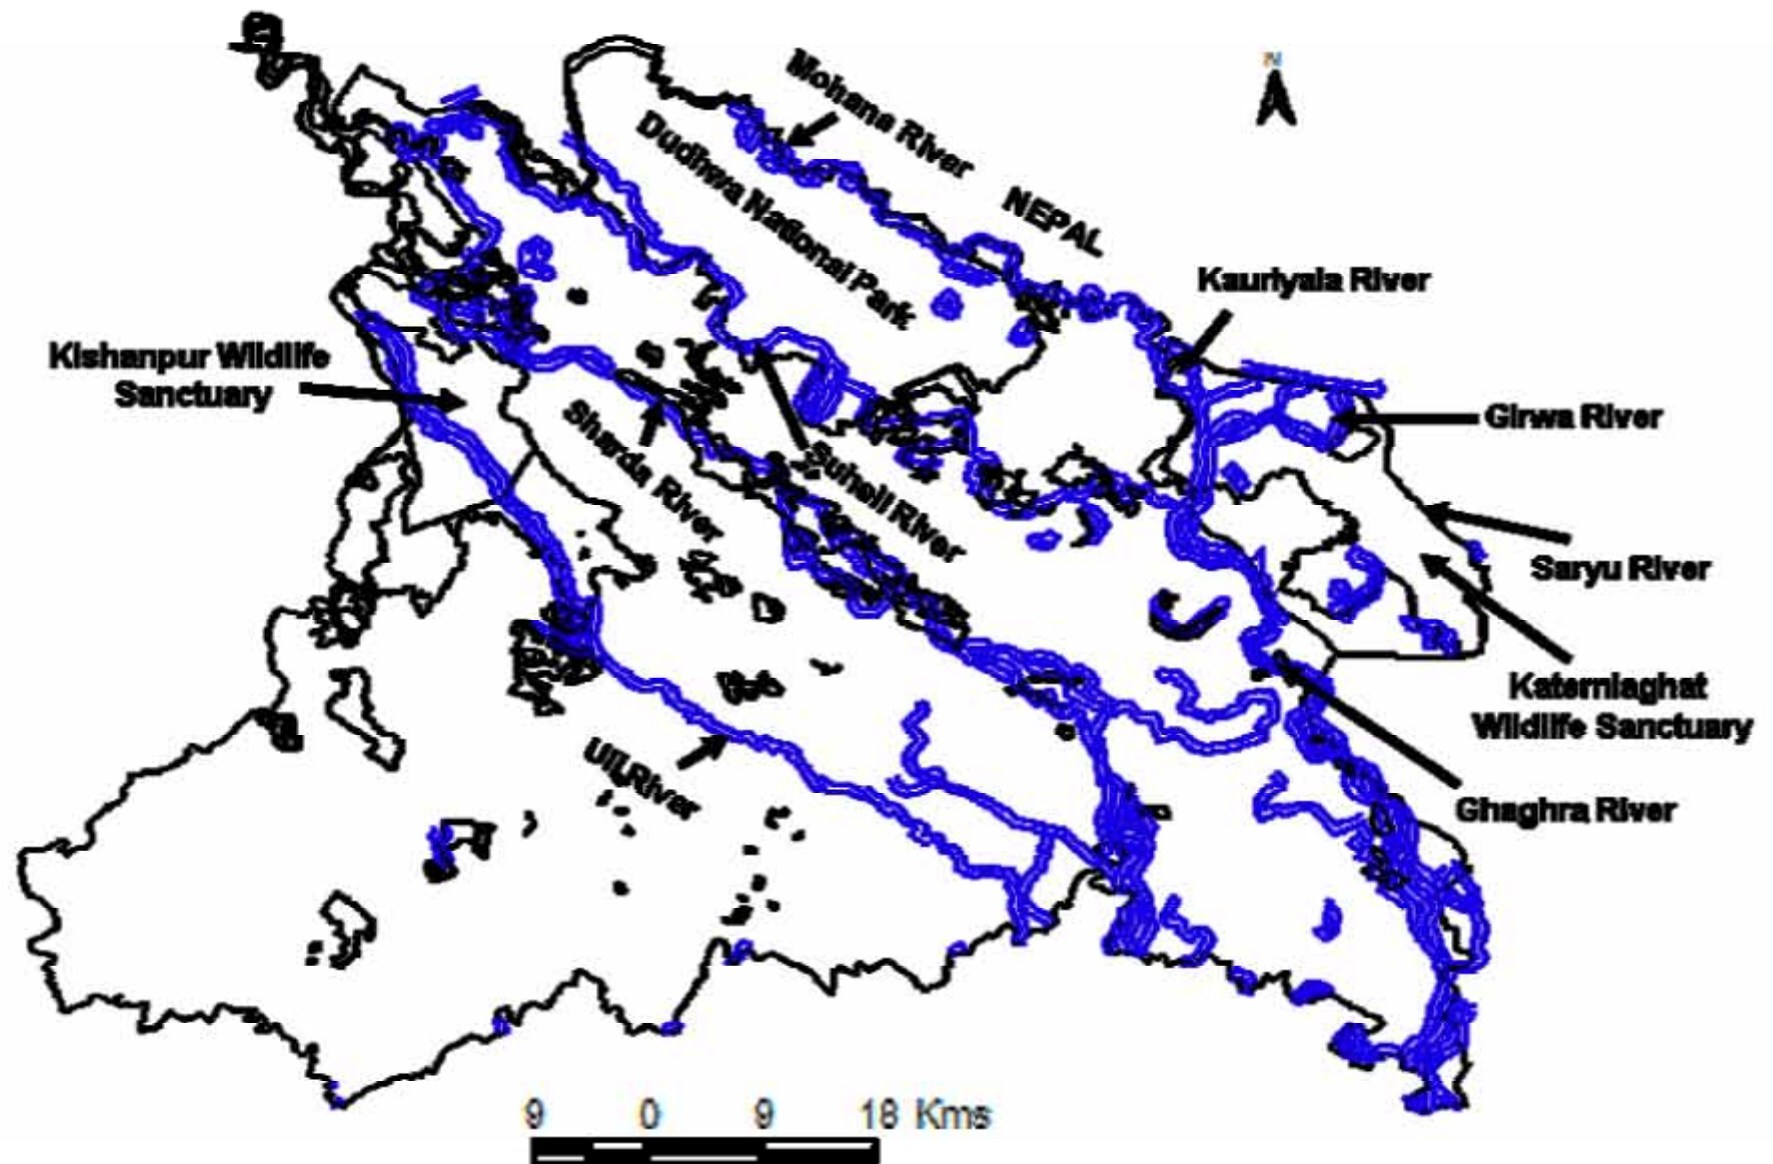 N
Mohana River
Dudhwa National Park
NEPAL
Kauriyala River
Kishanpur Wildlife
Sanctuary
Girwa River
Sharda River
Suheli River
Saryu River
Katerniaghat
Wildlife Sanctuary
Ull River
Ghaghra River
9 0 9 18 Kms